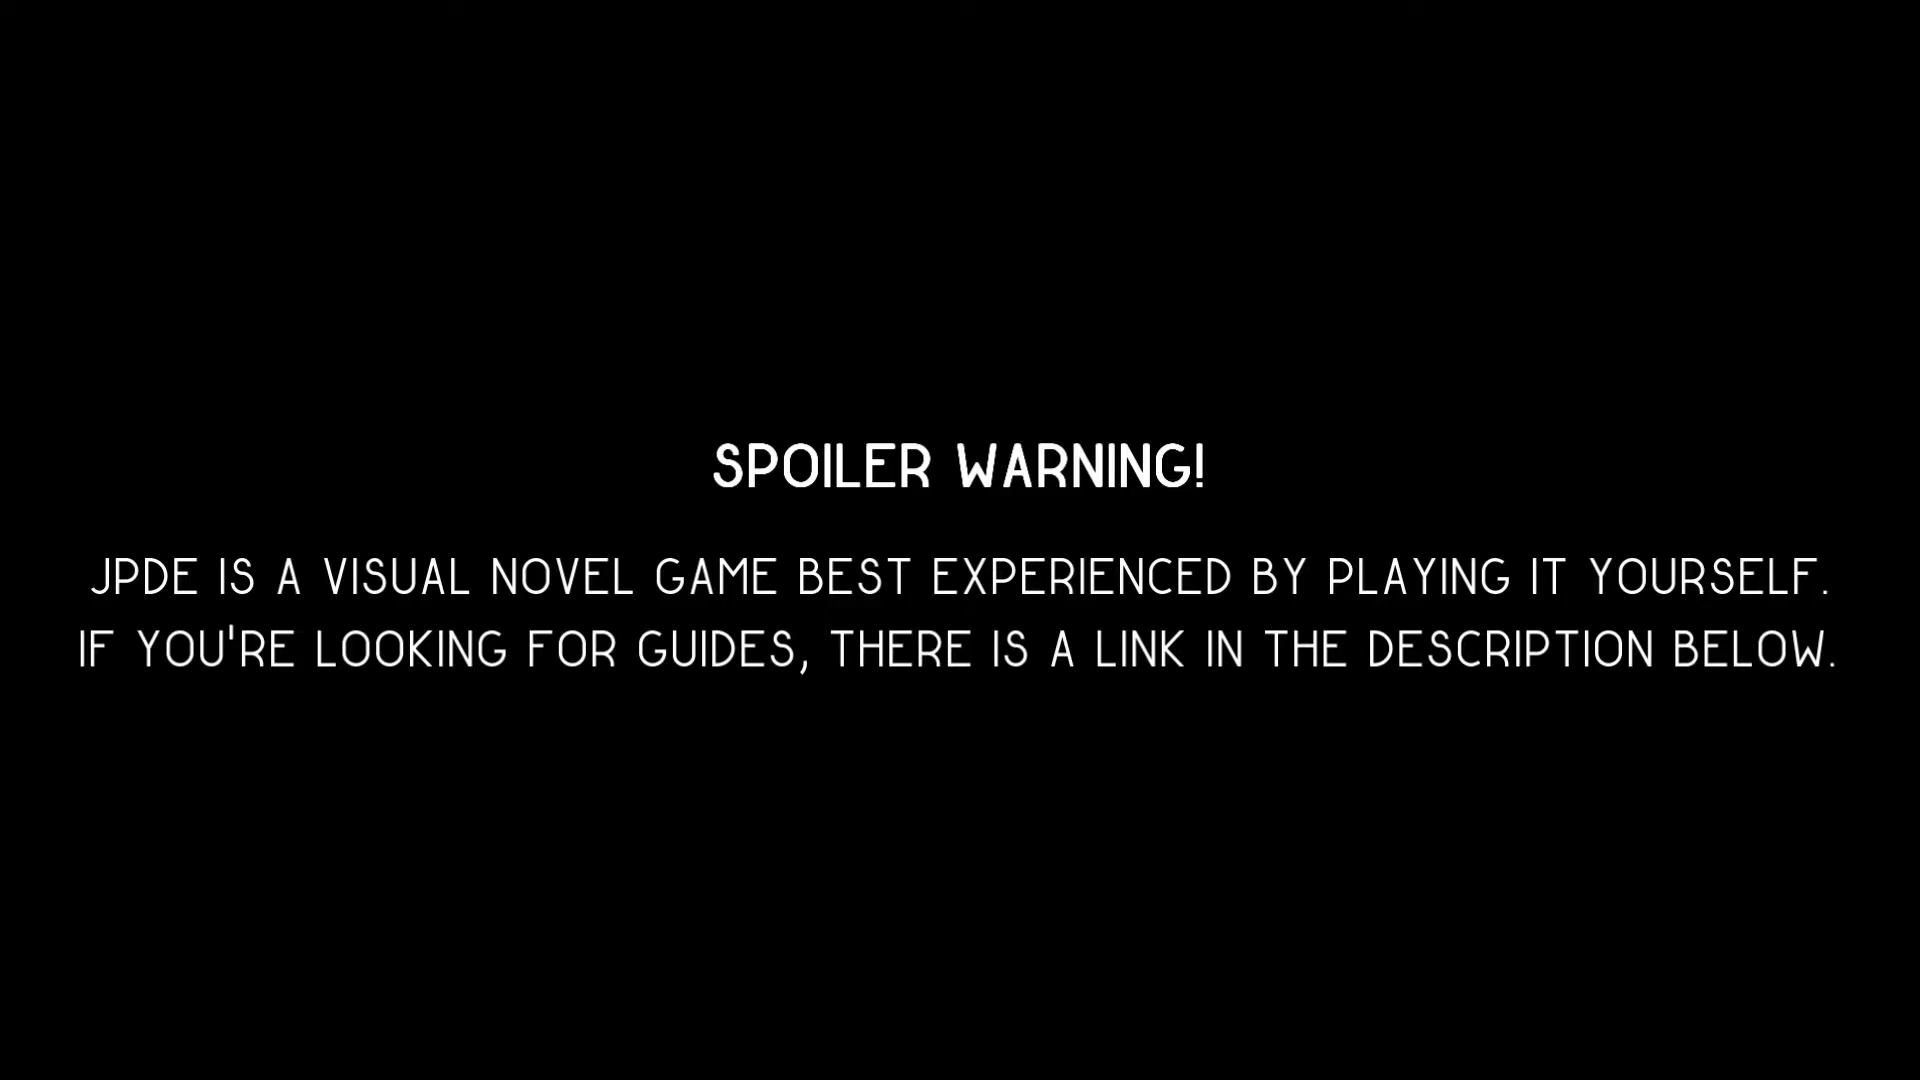 SPOILER WARNING!
JPDE IS A VISUAL NOVEL GAME BEST EXPERIENCED BY PLAYING IT YOURSELF.
IF YOU'RE LOOKING FOR GUIDES, THERE IS A LINK IN THE DESCRIPTION BELOW.